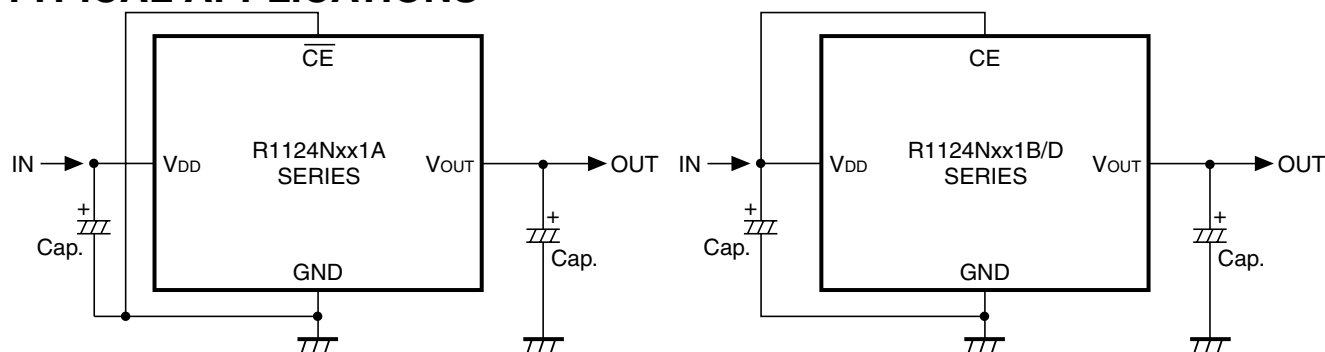 TYPICAL APPLICATIONS
CE
IN
VDD
R1124Nxx1A
SERIES
VOUT
OUT
+
Cap.
+
Cap.
GND
CE
IN
VDD
R1124Nxx1B/D
SERIES
VOUT
OUT
+
Cap.
+
Cap.
GND